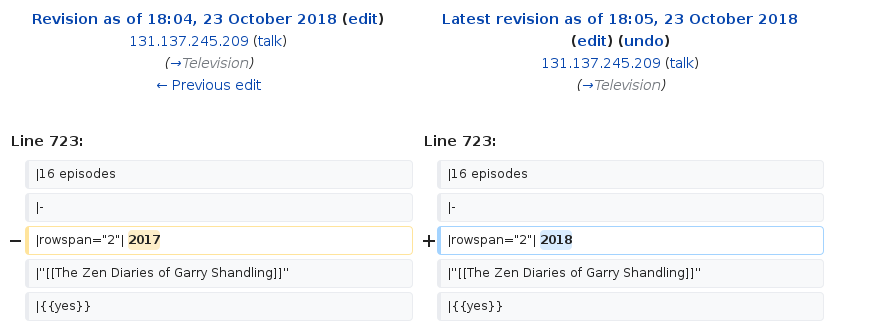 Revision as of 18:04, 23 October 2018 (edit)
131.137.245.209 (talk)
(→Television)
← Previous edit
Latest revision as of 18:05, 23 October 2018
(edit) (undo)
131.137.245.209 (talk)
(→Television)
Line 723:
Line 723:
|16 episodes
|16 episodes
|-
|-
− |rowspan="2"| 2017
+ |rowspan="2"| 2018
|"[[The Zen Diaries of Garry Shandling]]"
|"[[The Zen Diaries of Garry Shandling]]"
|{{yes}}
|{{yes}}